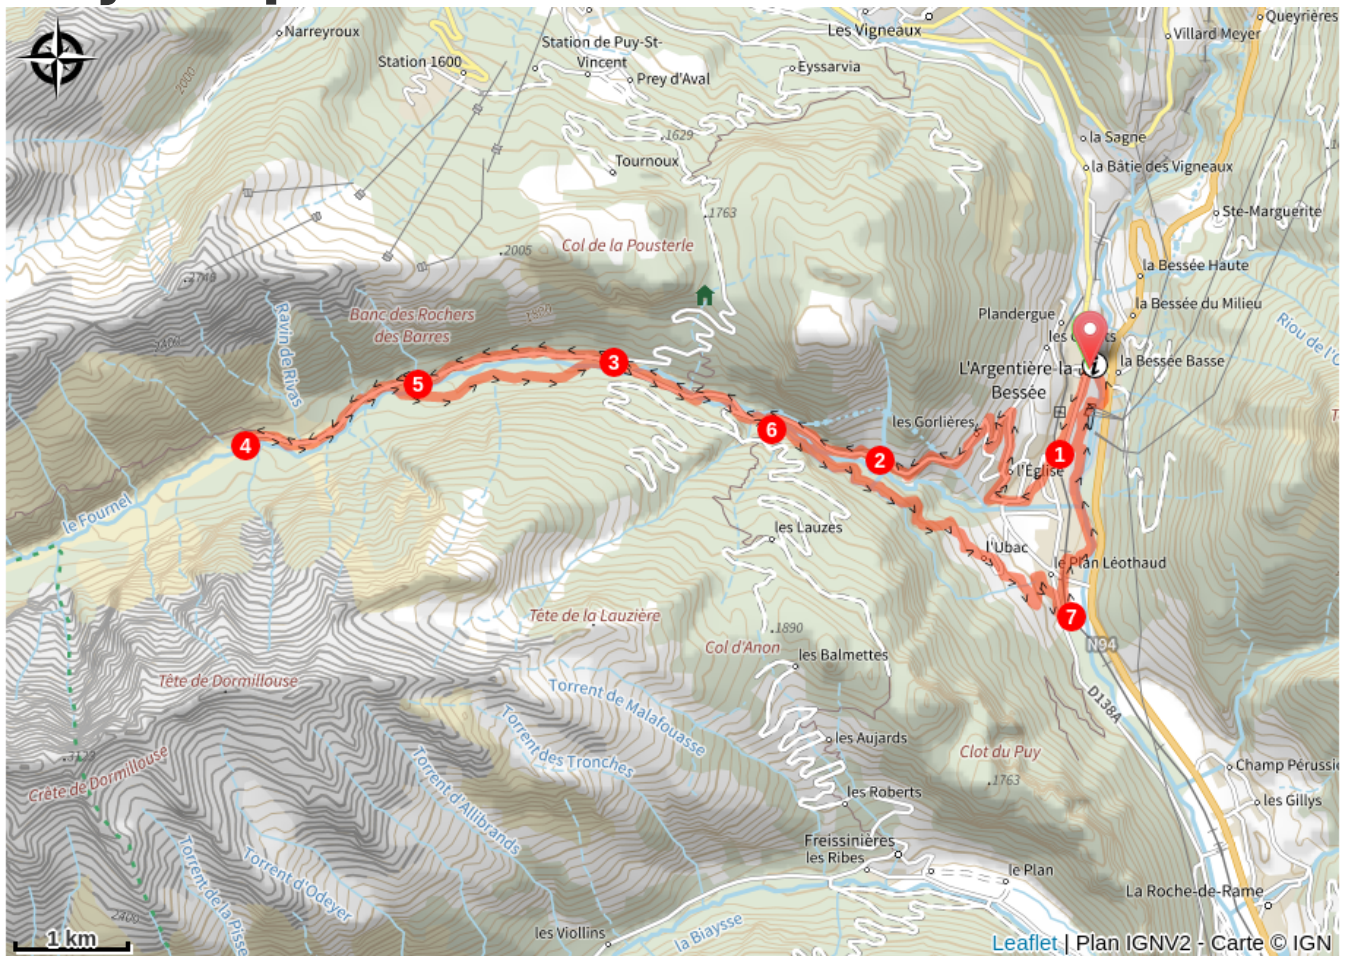 Narreyroux
Station 1600
Station de Puy-St-
Vincent
Prey d'Aval
Les Vigneaux
Eyssarvia
Queyrières
Villard Meyer
2000
1629
Tournoux
la Sagne
la Bâtie des Vigneaux
Ste-Marguerite
1763
Col de la Pousterle
2005
2749
la Bessée Haute
la Bessée du Milieu
Plandergue
Banc des Rochers
des Barres
Ravin de Rivas
2400
L'Argentière-la-
Bessée
i
la Bessée Basse
3
5
4
6
2
1
les Gorlières
l'Église
le Fournel
les Lauzes
l'Ubac
le Plan Léothaud
7
N94
D138A
Tête de la Lauzière
1890
Col d'Anon
les Balmettes
Tête de Dormillouse
Torrent de Malafouasse
Torrent des Tronches
Torrent d'Allibrands
Torrent d'Odeyer
Torrent de la Pisse
3129
Crête de Dormillouse
les Aujards
Clot du Puy
1763
les Roberts
Champ Pérussi
les Gillys
Freissinières
les Ribes
le Plan
La Roche-de-Rame
2400
les Viollins
la Biaysse
1 km
Leaflet | Plan IGNV2 - Carte © IGN